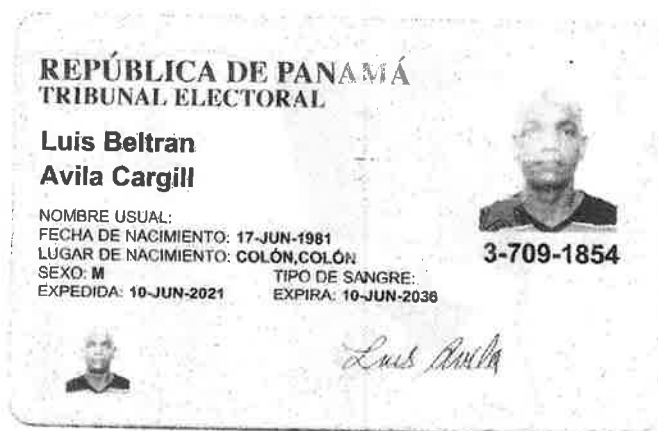 REPÚBLICA DE PANAMÁ
TRIBUNAL ELECTORAL
Luis Beltran
Avila Cargill
NOMBRE USUAL:
FECHA DE NACIMIENTO: 17-JUN-1981
LUGAR DE NACIMIENTO: COLÓN,COLÓN
SEXO: M TIPO DE SANGRE:
EXPEDIDA: 10-JUN-2021 EXPIRA: 10-JUN-2036
3-709-1854
Luis Avila